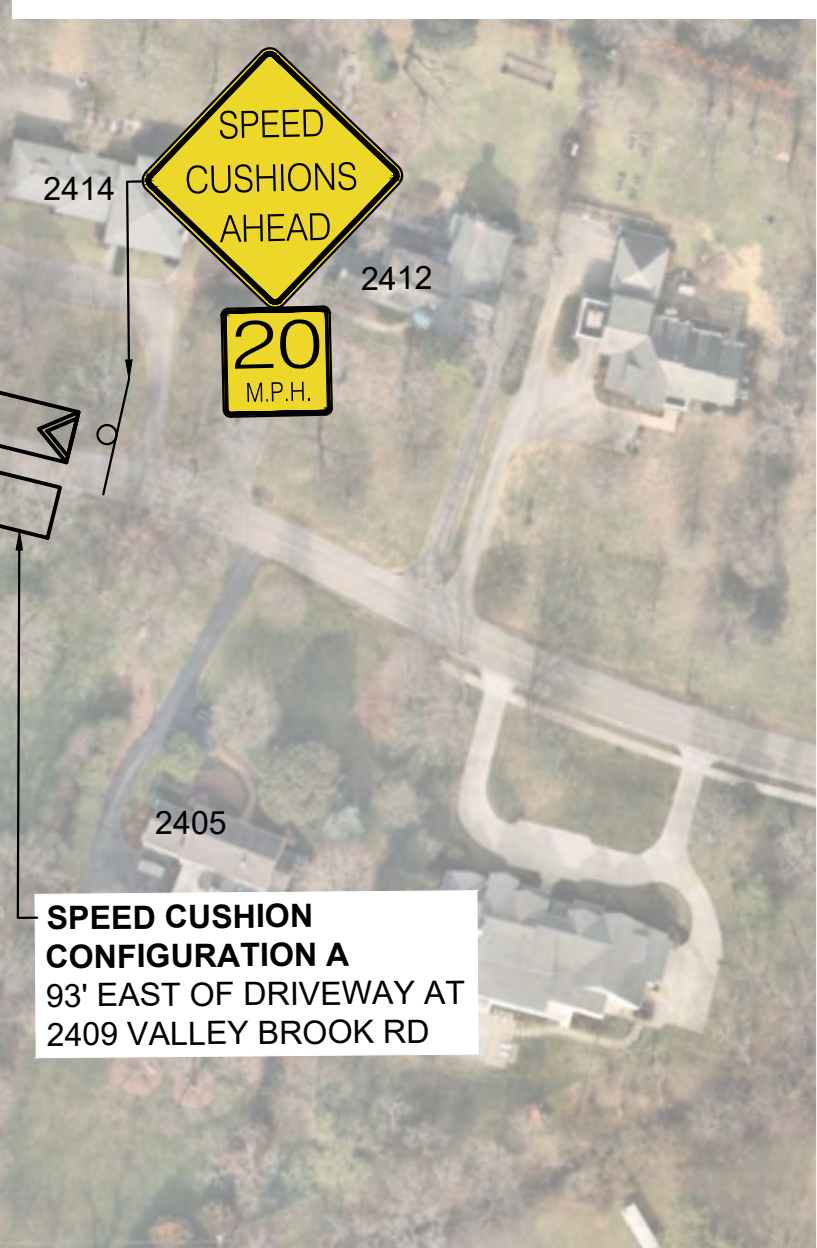 SPEED
CUSHIONS
AHEAD
2414
2412
20
M.P.H.
2405
SPEED CUSHION
CONFIGURATION A
93' EAST OF DRIVEWAY AT
2409 VALLEY BROOK RD